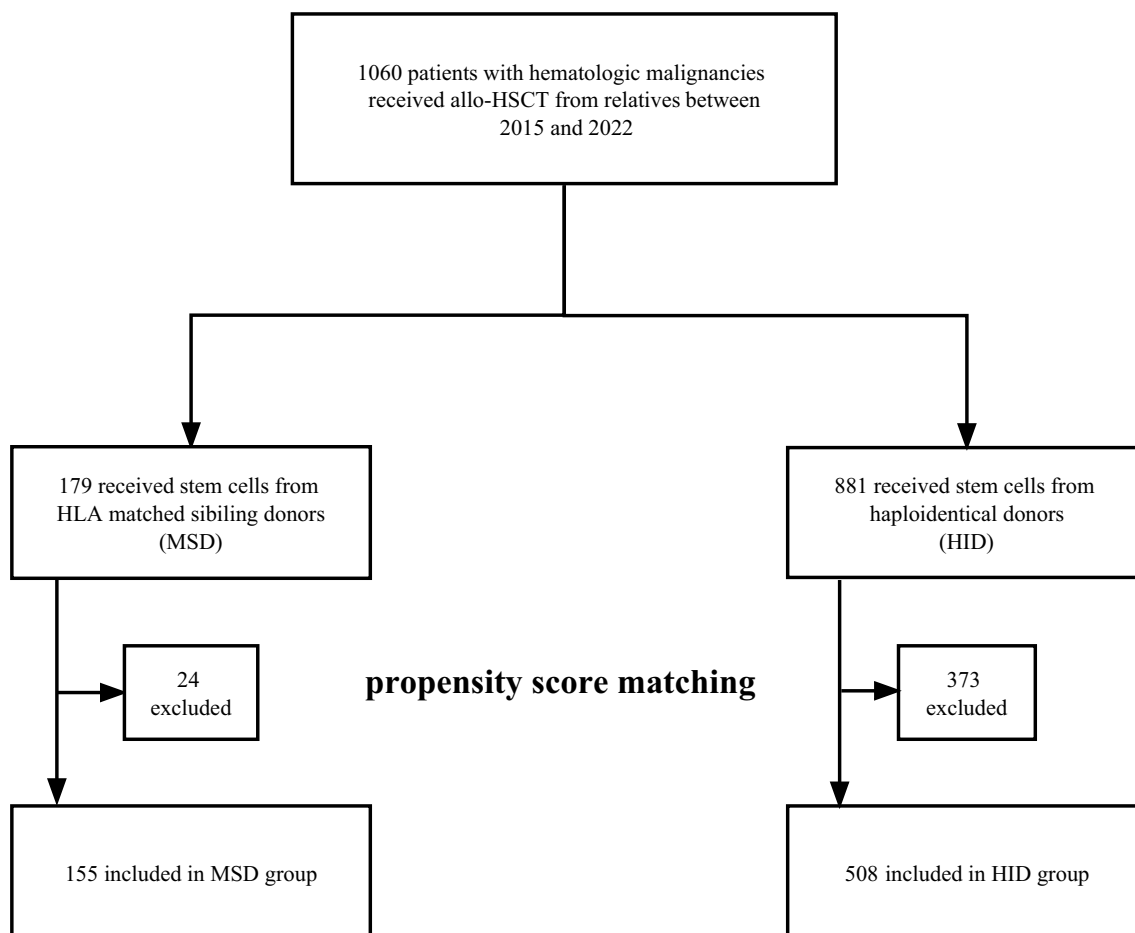 1060 patients with hematologic malignancies
received allo-HSCT from relatives between
2015 and 2022
179 received stem cells from
HLA matched sibiling donors
(MSD)
881 received stem cells from
haploidentical donors
(HID)
24
excluded
propensity score matching
373
excluded
155 included in MSD group
508 included in HID group